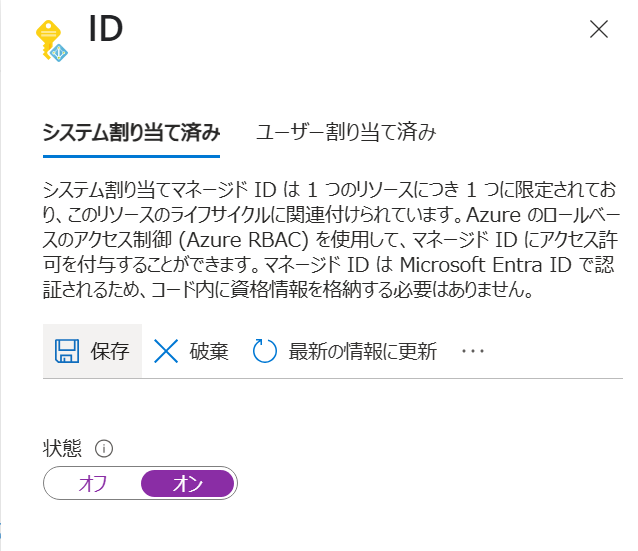 ID
システム割り当て済み ユーザー割り当て済み
システム割り当てマネージド ID は 1 つのリソースにつき 1 つに限定されてお
り、このリソースのライフサイクルに関連付けられています。Azure のロールベー
スのアクセス制御 (Azure RBAC) を使用して、マネージド ID にアクセス許
可を付与することができます。マネージド ID は Microsoft Entra ID で認
証されるため、コード内に資格情報を格納する必要はありません。
保存 破棄 最新の情報に更新 …
状態
オフ オン